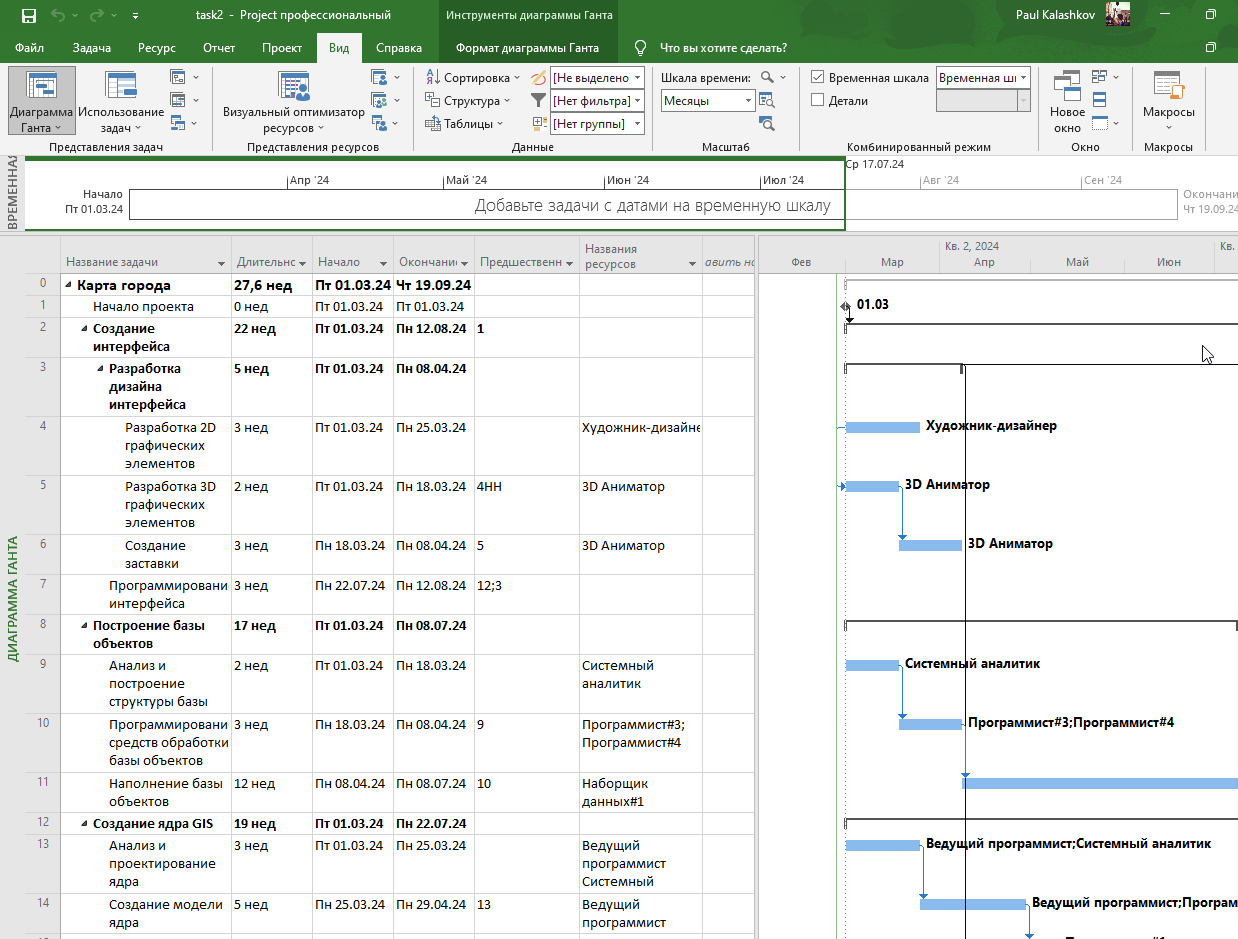 task2 - Project профессиональный
Инструменты диаграммы Ганта
Paul Kalashkov
Файл Задача Ресурс Отчет Проект Вид Справка Формат диаграммы Ганта Что вы хотите сделать?
Диаграмма Ганта
Использование задач
Представления задач
Визуальный оптимизатор ресурсов
Представления ресурсов
Сортировка
Структура
Таблицы
[Не выделено]
[Нет фильтра]
[Нет группы]
Данные
Шкала времени:
Месяцы
Масштаб
Временная шкала
Временная
Детали
Комбинированный режим
Новое окно
Окно
Макросы
Макросы
ВРЕМЕННАЯ
Ср 17.07.24
Апр '24 Май '24 Июн '24 Июл '24 Авг '24 Сен '24
Начало
Пт 01.03.24
Добавьте задачи с датами на временную шкалу
Окончани
Чт 19.09.24
ДИАГРАММА ГАНТА
Название задачи Длительнс Начало Окончани Предшественн Названия ресурсов
Кв. 2, 2024 Кв.
Фев Мар Апр Май Июн
0 Карта города 27,6 нед Пт 01.03.24 Чт 19.09.24
1 Начало проекта 0 нед Пт 01.03.24 Пт 01.03.24
01.03
2 Создание интерфейса 22 нед Пт 01.03.24 Пн 12.08.24 1
3 Разработка дизайна интерфейса 5 нед Пт 01.03.24 Пн 08.04.24
4 Разработка 2D графических элементов 3 нед Пт 01.03.24 Пн 25.03.24 Художник-дизайне
Художник-дизайнер
5 Разработка 3D графических элементов 2 нед Пт 01.03.24 Пн 18.03.24 4НН 3D Аниматор
3D Аниматор
6 Создание заставки 3 нед Пн 18.03.24 Пн 08.04.24 5 3D Аниматор
3D Аниматор
7 Программировани интерфейса 3 нед Пн 22.07.24 Пн 12.08.24 12;3
8 Построение базы объектов 17 нед Пт 01.03.24 Пн 08.07.24
9 Анализ и построение структуры базы 2 нед Пт 01.03.24 Пн 18.03.24 Системный аналитик
Системный аналитик
10 Программировани средств обработки базы объектов 3 нед Пн 18.03.24 Пн 08.04.24 9 Программист#3; Программист#4
Программист#3;Программист#4
11 Наполнение базы объектов 12 нед Пн 08.04.24 Пн 08.07.24 10 Наборщик данных#1
12 Создание ядра GIS 19 нед Пт 01.03.24 Пн 22.07.24
13 Анализ и проектирование ядра 3 нед Пт 01.03.24 Пн 25.03.24 Ведущий программист Системный
Ведущий программист;Системный аналитик
14 Создание модели ядра 5 нед Пн 25.03.24 Пн 29.04.24 13 Ведущий программист
Ведущий программист;Програм